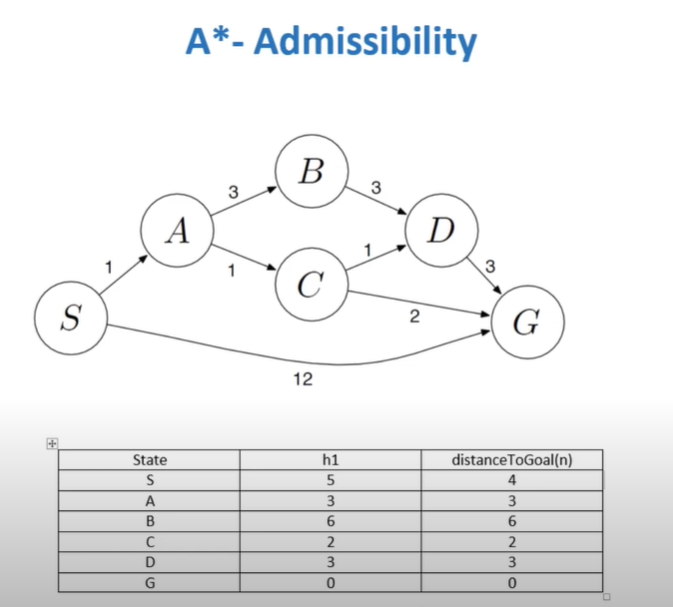 A*- Admissibility
B
3
3
A
D
1
1
1
3
C
S
2
G
12
State h1 distanceToGoal(n)
S 5 4
A 3 3
B 6 6
C 2 2
D 3 3
G 0 0